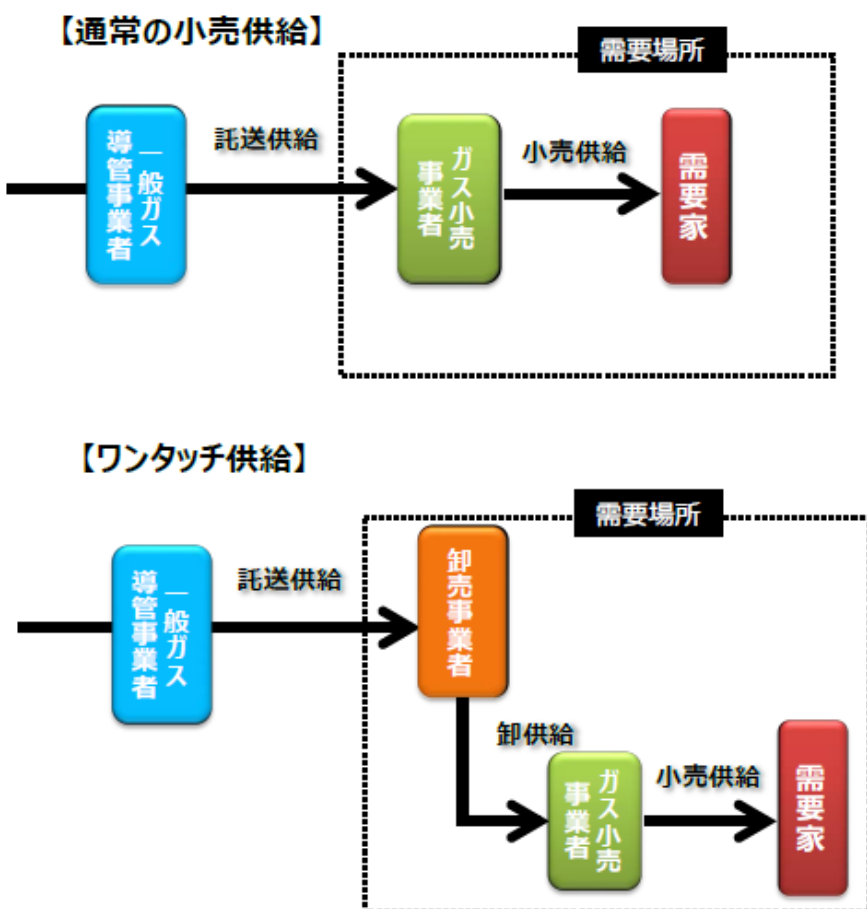 【通常の小売供給】
需要場所
一般ガス
導管事業者
託送供給
ガス小売
事業者
小売供給
需要家
【ワンタッチ供給】
需要場所
一般ガス
導管事業者
託送供給
卸売事業者
卸供給
ガス小売
事業者
小売供給
需要家